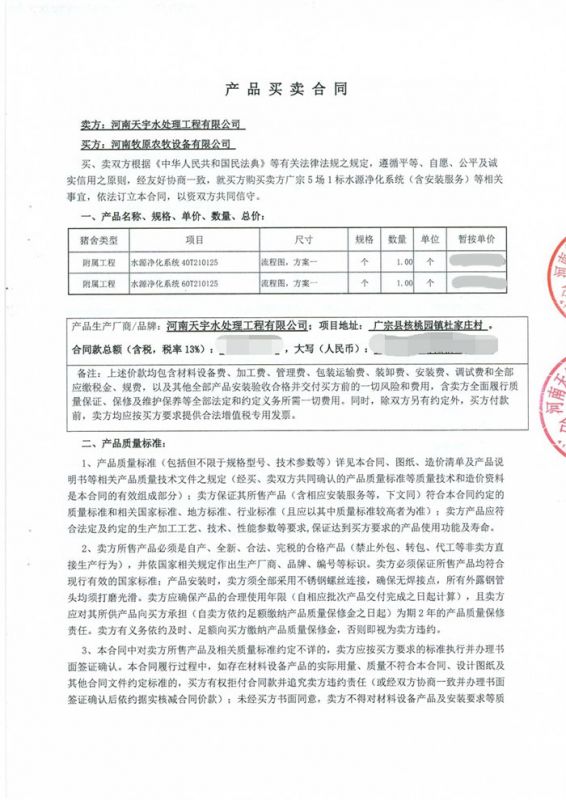 产品买卖合同
卖方：河南天宇水处理工程有限公司
买方：河南牧原农牧设备有限公司
买、卖双方根据《中华人民共和国民法典》等有关法律法规之规定，遵循平等、自愿、公平及诚
实信用之原则，经友好协商一致，就买方购买卖方广宗5场1标水源净化系统（含安装服务）等相关
事宜，依法订立本合同，以资双方共同信守。
一、产品名称、规格、单价、数量、总价：
猪舍类型 项目 尺寸 规格 数量 单位 暂按单价
附属工程 水源净化系统 40T210125 流程图，方案一 个 1.00 个
附属工程 水源净化系统 60T210125 流程图，方案一 个 1.00 个
产品生产厂商/品牌：河南天宇水处理工程有限公司；项目地址：广宗县核桃园镇杜家庄村。
合同款总额（含税，税率13%）： ，大写（人民币）：
备注：上述价款均包含材料设备费、加工费、管理费、包装运输费、装卸费、安装费、调试费和全部
应缴税金、规费，以及其他全部产品安装验收合格并交付买方前的一切风险和费用，含卖方全面履行质
量保证、保修及维护保养等全部法定和约定义务所需一切费用。同时，除双方另有约定外，买方付款
前，卖方均应按买方要求提供合法增值税专用发票。
二、产品质量标准：
1、产品质量标准（包括但不限于规格型号、技术参数等）详见本合同、图纸、造价清单及产品说
明书等相关产品质量技术文件之规定（经买、卖双方共同确认的产品质量标准等质量技术和造价资料
是本合同的有效组成部分）；卖方保证其所售产品（含相应安装服务等，下文同）符合本合同约定的
质量标准和相关国家标准、地方标准、行业标准（且应以其中质量标准较高者为准）；卖方产品应符
合法定及约定的生产加工工艺、技术、性能参数等要求,保证达到买方要求的产品使用功能及寿命。
2、卖方所售产品必须是自产、全新、合法、完税的合格产品（禁止外包、转包、代工等非卖方直
接生产行为），并依国家相关规定作出生产厂商、品牌、编号等标识。卖方必须保证所售产品均符合
现行有效的国家标准；产品安装时，卖方须全部采用不锈钢螺丝连接，确保无焊接点，所有外露钢管
头均须打磨光滑。卖方应确保产品的合理使用年限（自相应批次产品交付完成之日起计算），且卖方
应对其所供产品向买方承担（自卖方依约足额缴纳产品质量保修金之日起）为期2年的产品质量保修
责任。卖方有义务依约及时、足额向买方缴纳产品质量保修金，否则即视为卖方违约。
3、本合同中对卖方所售产品及相关质量标准约定不详的，卖方应按买方要求的标准执行并办理书
面签证确认。本合同履行过程中，如存在材料设备产品的实际用量、质量不符合本合同、设计图纸及
其他合同文件约定标准的，买方有权拒付合同款并追究卖方违约责任（或经双方协商一致并办理书面
签证确认后依约据实核减合同价款）；未经买方书面同意，卖方不得对材料设备产品及安装要求等质
河南
河南天